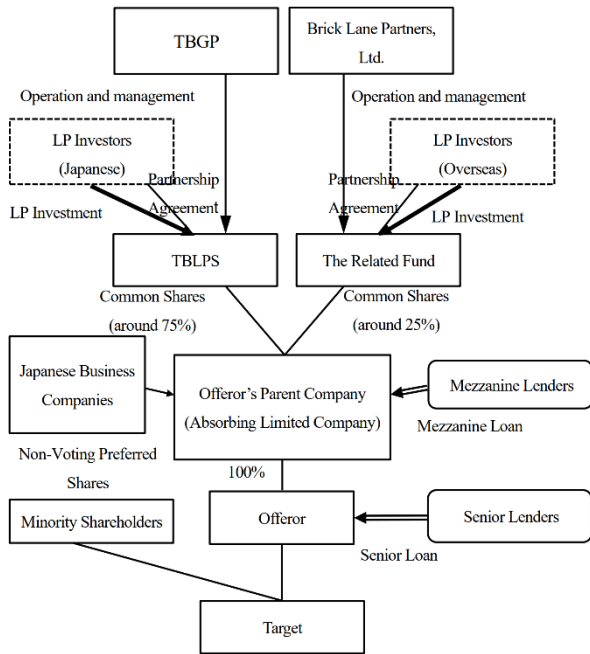 TBGP
Brick Lane Partners,
Ltd.
Operation and management
Operation and management
LP Investors
(Japanese)
LP Investors
(Overseas)
Partnership
Agreement
Partnership
Agreement
LP Investment
LP Investment
TBLPS
The Related Fund
Common Shares
(around 75%)
Common Shares
(around 25%)
Japanese Business
Companies
Offeror's Parent Company
(Absorbing Limited Company)
Mezzanine Lenders
Mezzanine Loan
Non-Voting Preferred
Shares
100%
Minority Shareholders
Offeror
Senior Lenders
Senior Loan
Target